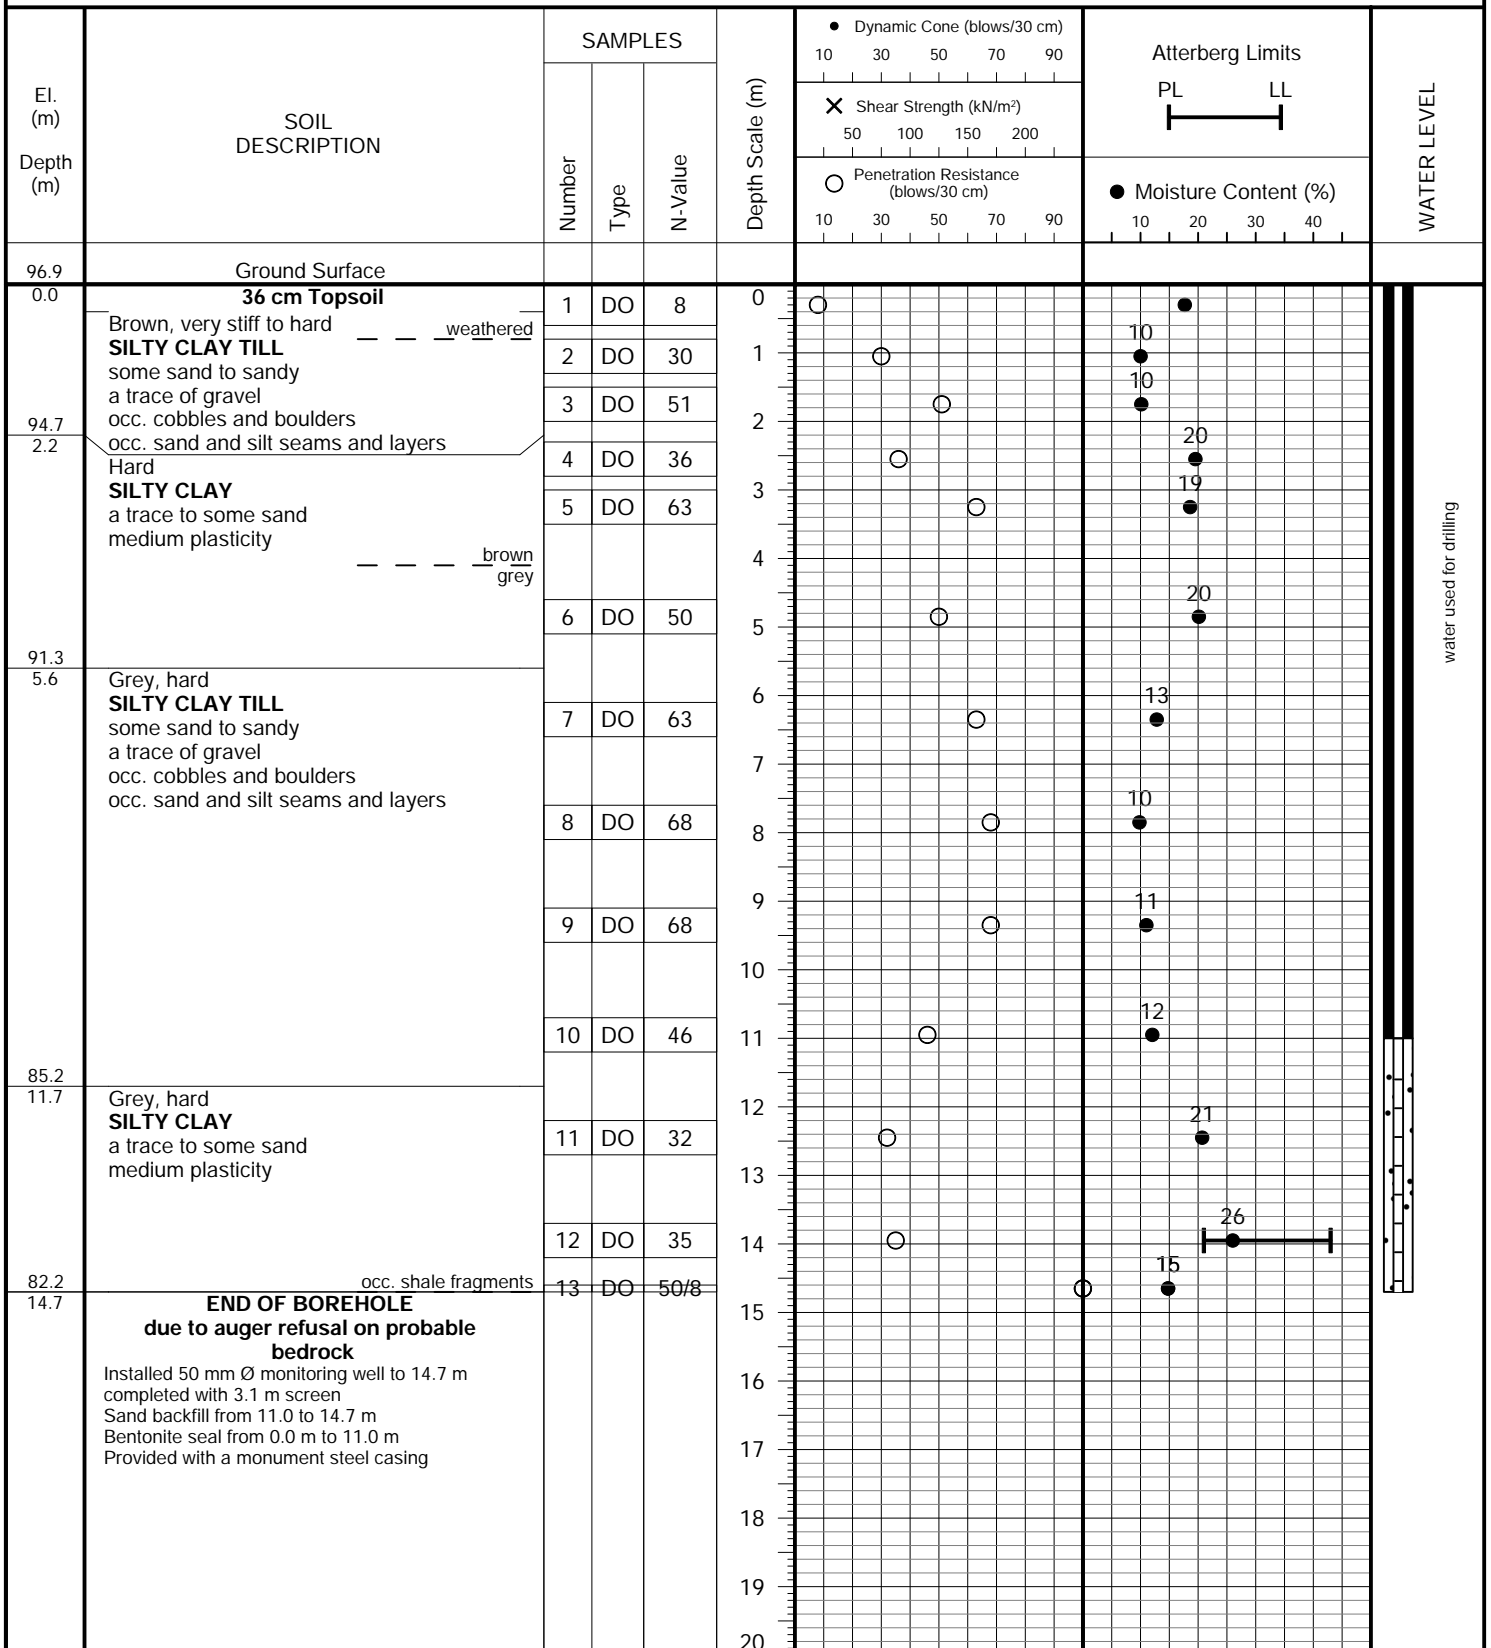 El.
(m)
Depth
(m)
SOIL
DESCRIPTION
SAMPLES
Number
Type
N-Value
Depth Scale (m)
Dynamic Cone (blows/30 cm)
10 30 50 70 90
Shear Strength (kN/m²)
50 100 150 200
Penetration Resistance
(blows/30 cm)
10 30 50 70 90
Atterberg Limits
PL LL
Moisture Content (%)
10 20 30 40
WATER LEVEL
96.9 Ground Surface
0.0 36 cm Topsoil
Brown, very stiff to hard
weathered
SILTY CLAY TILL
some sand to sandy
a trace of gravel
occ. cobbles and boulders
occ. sand and silt seams and layers
94.7
2.2
Hard
SILTY CLAY
a trace to some sand
medium plasticity
brown
grey
91.3
5.6
Grey, hard
SILTY CLAY TILL
some sand to sandy
a trace of gravel
occ. cobbles and boulders
occ. sand and silt seams and layers
85.2
11.7
Grey, hard
SILTY CLAY
a trace to some sand
medium plasticity
occ. shale fragments
82.2
14.7
END OF BOREHOLE
due to auger refusal on probable
bedrock
Installed 50 mm Ø monitoring well to 14.7 m
completed with 3.1 m screen
Sand backfill from 11.0 to 14.7 m
Bentonite seal from 0.0 m to 11.0 m
Provided with a monument steel casing
1 DO 8
2 DO 30
3 DO 51
4 DO 36
5 DO 63
6 DO 50
7 DO 63
8 DO 68
9 DO 68
10 DO 46
11 DO 32
12 DO 35
13 DO 50/8
0
1
2
3
4
5
6
7
8
9
10
11
12
13
14
15
16
17
18
19
20
10
10
20
19
20
13
10
11
12
21
26
15
water used for drilling